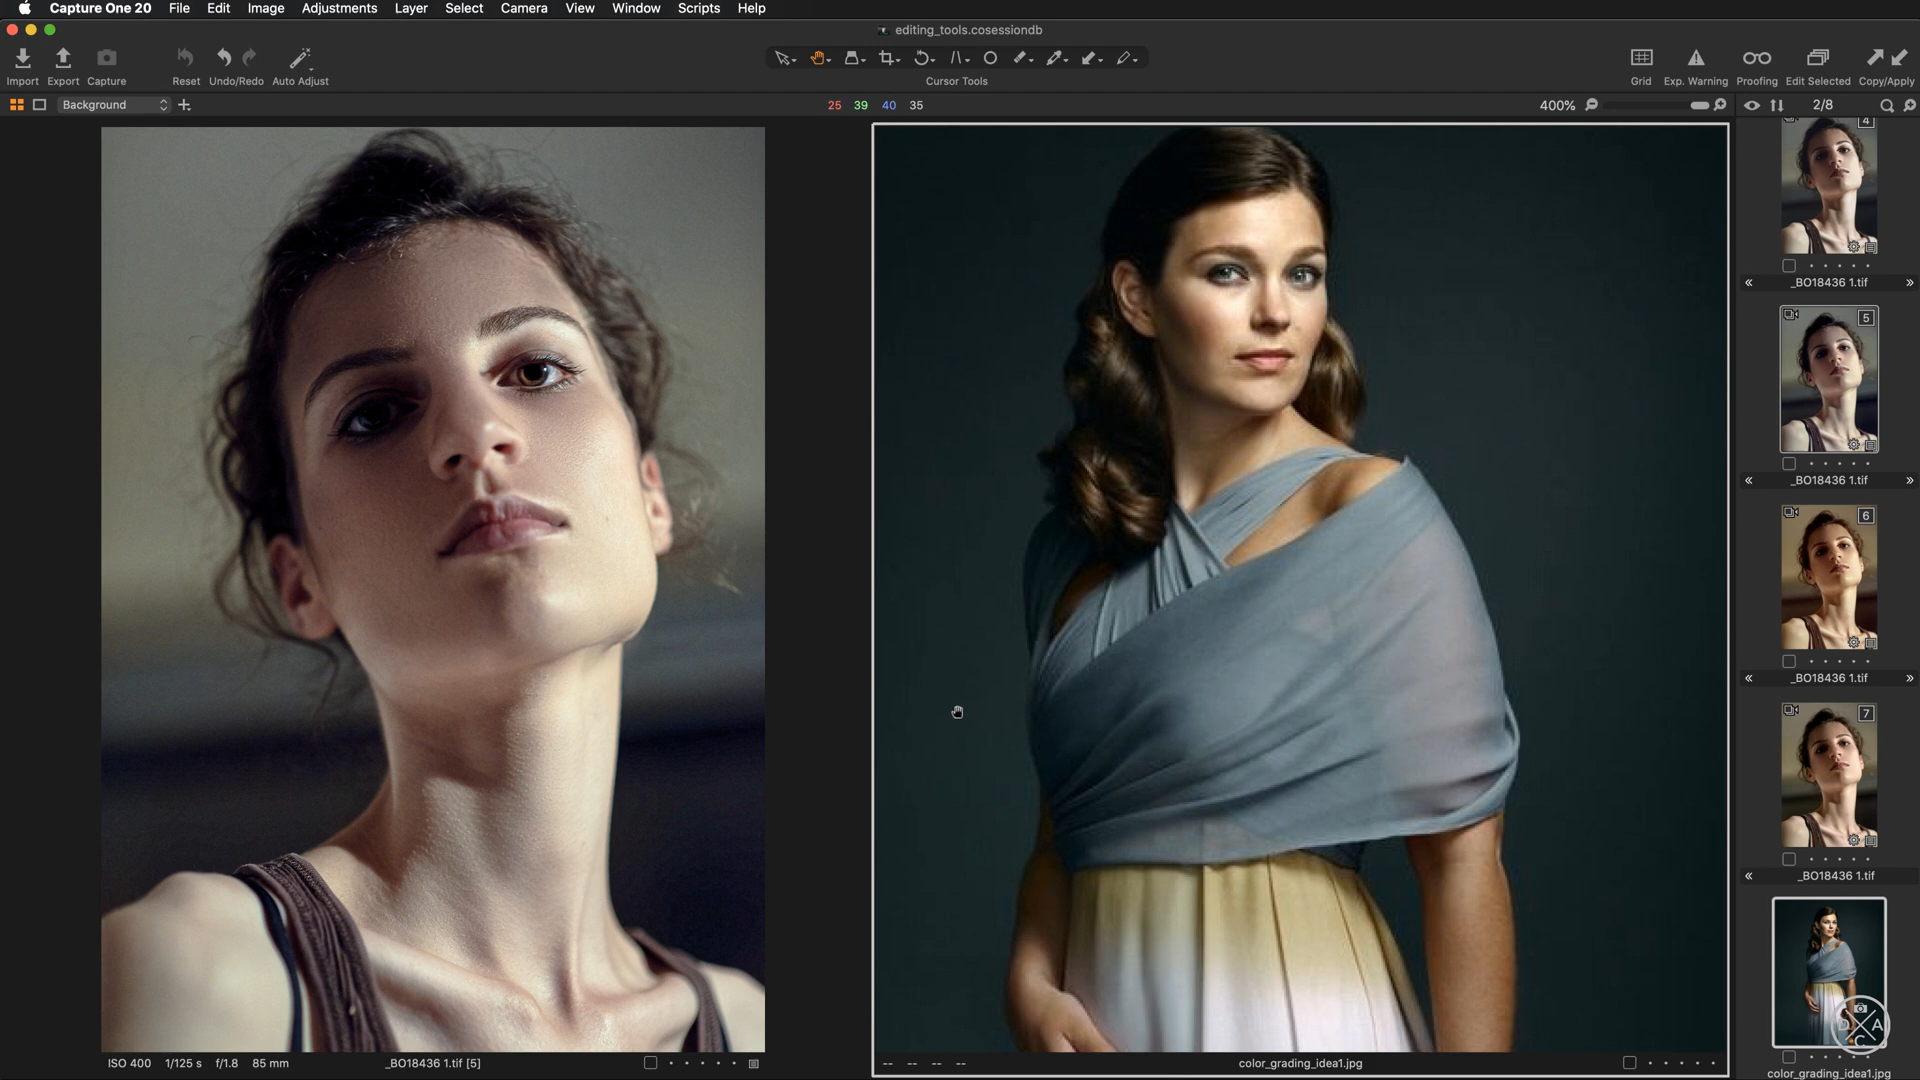 Capture One 20 File Edit Image Adjustments Layer Select Camera View Window Scripts Help
editing_tools.cosessiondb
Import Export Capture Reset Undo/Redo Auto Adjust Cursor Tools Grid Exp. Warning Proofing Edit Selected Copy/Apply
Background 25 39 40 35 400% 2/8
4
_BO18436 1.tif
5
_BO18436 1.tif
6
_BO18436 1.tif
7
_BO18436 1.tif
D A C
ISO 400 1/125 s f/1.8 85 mm _BO18436 1.tif [5] -- -- -- -- color_grading_idea1.jpg
color_grading_idea1.jpg